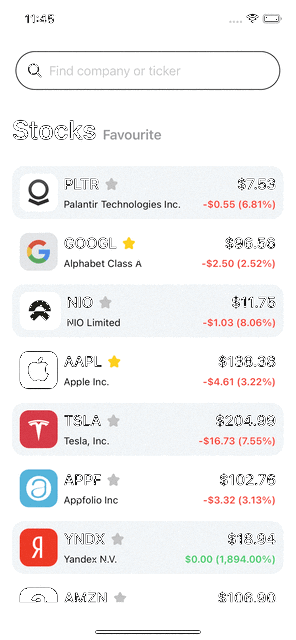 11:45
Find company or ticker
Stocks Favourite
PLTR $7.53
Palantir Technologies Inc. -$0.55 (6.81%)
GOOGL $96.56
Alphabet Class A -$2.50 (2.52%)
NIO $11.75
NIO Limited -$1.03 (8.06%)
AAPL $138.38
Apple Inc. -$4.61 (3.22%)
TSLA $204.99
Tesla, Inc. -$16.73 (7.55%)
APPF $102.76
Appfolio Inc -$3.32 (3.13%)
YNDX $18.94
Yandex N.V. $0.00 (1,894.00%)
AMZN $106.90